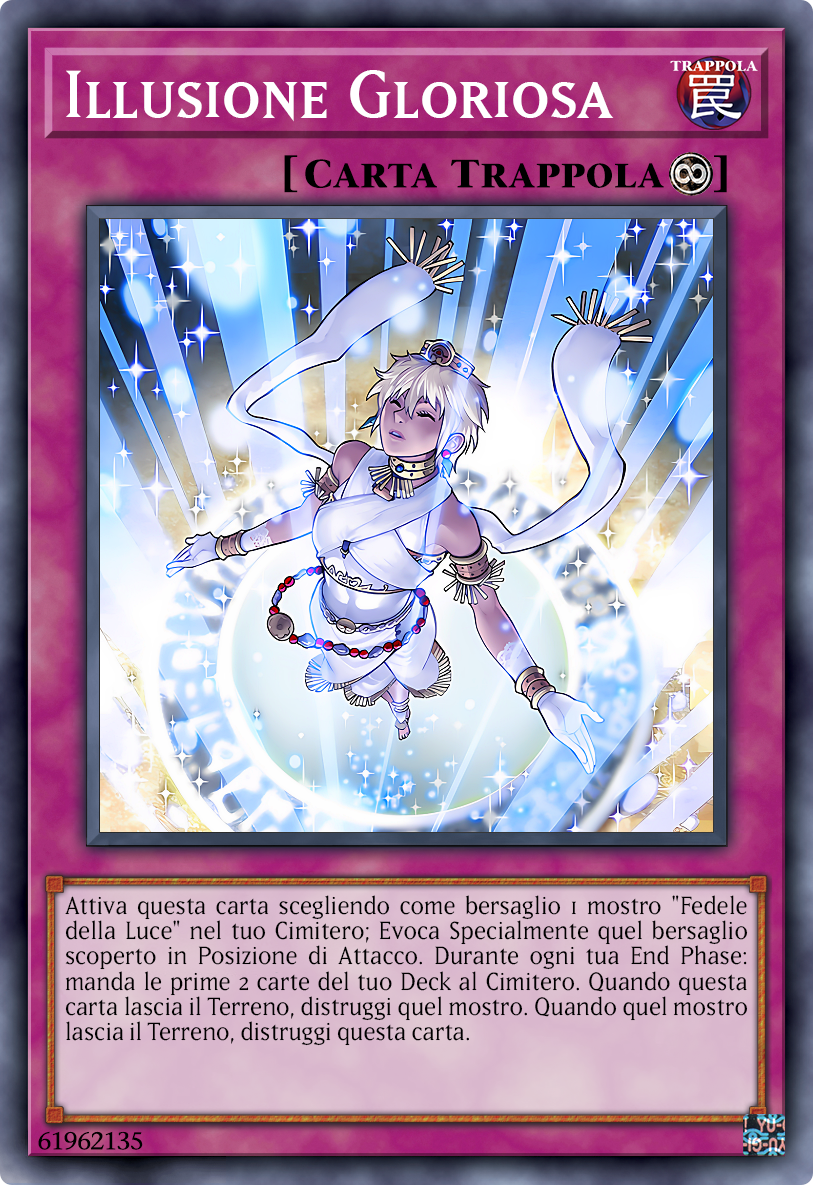 Illusione Gloriosa
TRAPPOLA
罠
[Carta Trappola∞]
Attiva questa carta scegliendo come bersaglio 1 mostro "Fedele
della Luce" nel tuo Cimitero; Evoca Specialmente quel bersaglio
scoperto in Posizione di Attacco. Durante ogni tua End Phase:
manda le prime 2 carte del tuo Deck al Cimitero. Quando questa
carta lascia il Terreno, distruggi quel mostro. Quando quel mostro
lascia il Terreno, distruggi questa carta.
61962135